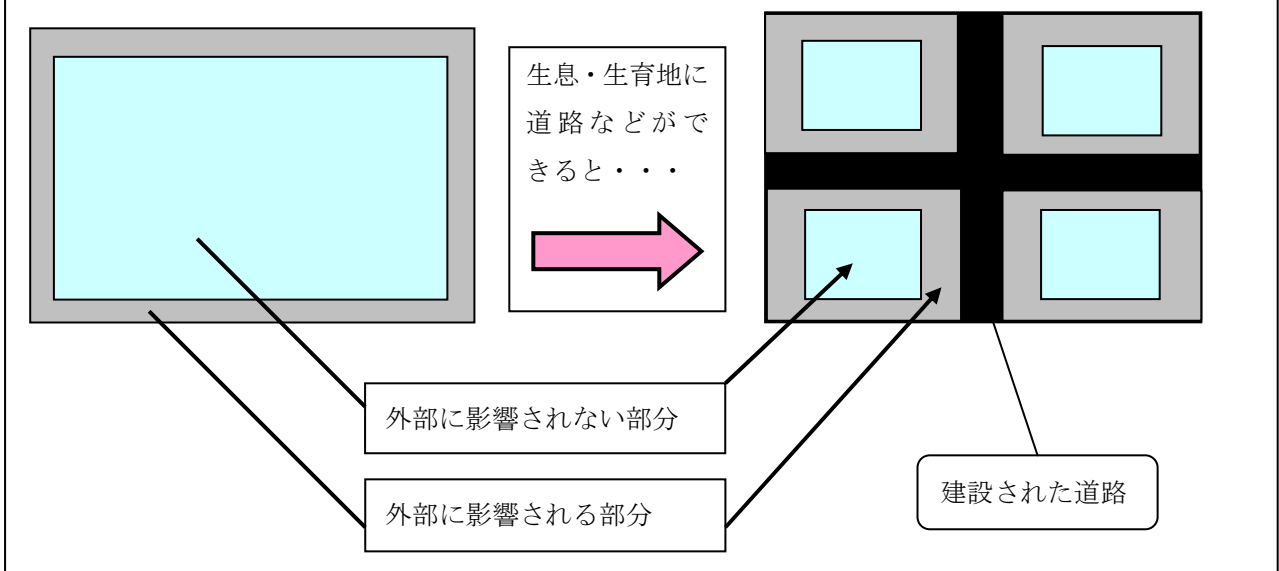 生息・生育地に
道路などがで
きると・・・
外部に影響されない部分
外部に影響される部分
建設された道路